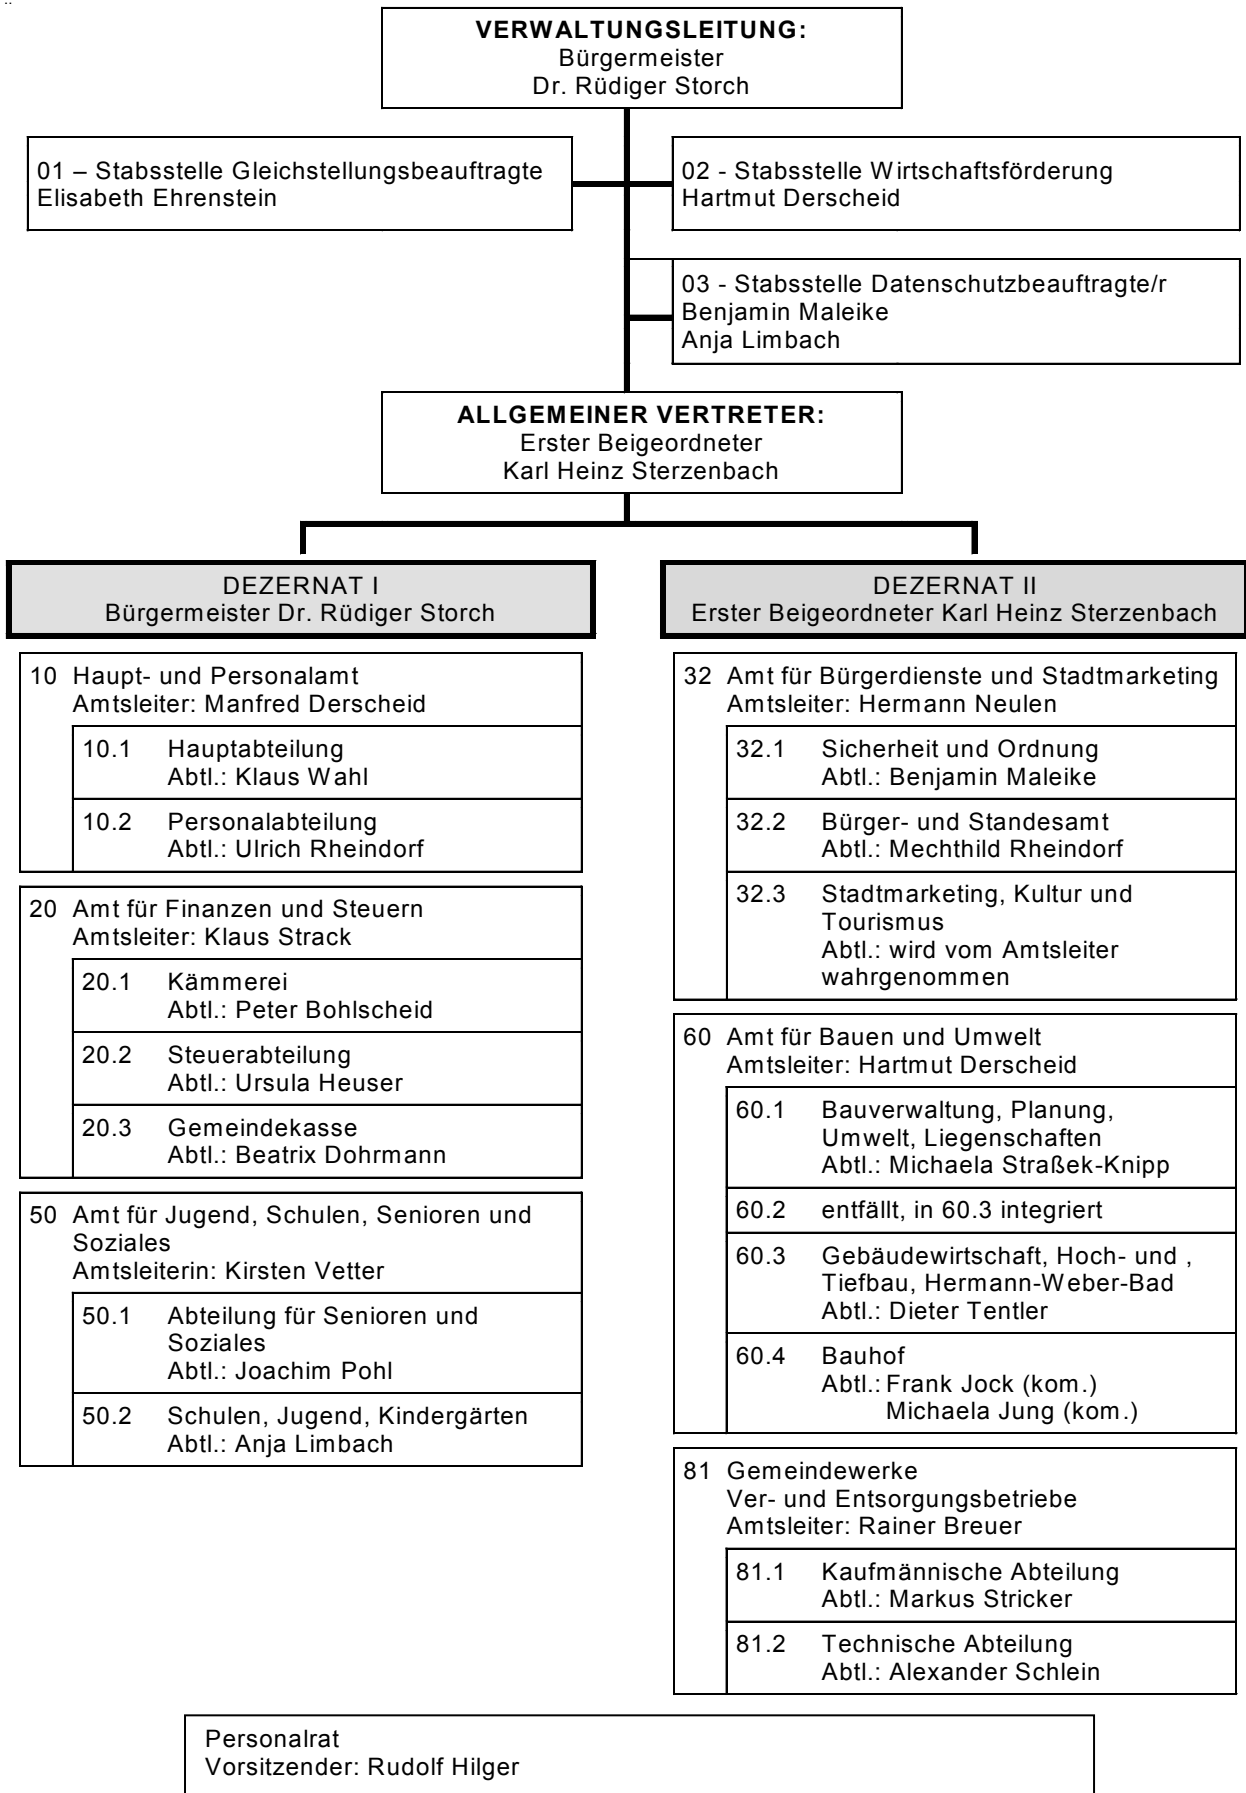 VERWALTUNGSLEITUNG:
Bürgermeister
Dr. Rüdiger Storch
01 – Stabsstelle Gleichstellungsbeauftragte
Elisabeth Ehrenstein
02 - Stabsstelle Wirtschaftsförderung
Hartmut Derscheid
03 - Stabsstelle Datenschutzbeauftragte/r
Benjamin Maleike
Anja Limbach
ALLGEMEINER VERTRETER:
Erster Beigeordneter
Karl Heinz Sterzenbach
DEZERNAT I
Bürgermeister Dr. Rüdiger Storch
10 Haupt- und Personalamt
Amtsleiter: Manfred Derscheid
10.1 Hauptabteilung
Abtl.: Klaus Wahl
10.2 Personalabteilung
Abtl.: Ulrich Rheindorf
20 Amt für Finanzen und Steuern
Amtsleiter: Klaus Strack
20.1 Kämmerei
Abtl.: Peter Bohlscheid
20.2 Steuerabteilung
Abtl.: Ursula Heuser
20.3 Gemeindekasse
Abtl.: Beatrix Dohrmann
50 Amt für Jugend, Schulen, Senioren und
Soziales
Amtsleiterin: Kirsten Vetter
50.1 Abteilung für Senioren und
Soziales
Abtl.: Joachim Pohl
50.2 Schulen, Jugend, Kindergärten
Abtl.: Anja Limbach
DEZERNAT II
Erster Beigeordneter Karl Heinz Sterzenbach
32 Amt für Bürgerdienste und Stadtmarketing
Amtsleiter: Hermann Neulen
32.1 Sicherheit und Ordnung
Abtl.: Benjamin Maleike
32.2 Bürger- und Standesamt
Abtl.: Mechthild Rheindorf
32.3 Stadtmarketing, Kultur und
Tourismus
Abtl.: wird vom Amtsleiter
wahrgenommen
60 Amt für Bauen und Umwelt
Amtsleiter: Hartmut Derscheid
60.1 Bauverwaltung, Planung,
Umwelt, Liegenschaften
Abtl.: Michaela Straßek-Knipp
60.2 entfällt, in 60.3 integriert
60.3 Gebäudewirtschaft, Hoch- und ,
Tiefbau, Hermann-Weber-Bad
Abtl.: Dieter Tentler
60.4 Bauhof
Abtl.: Frank Jock (kom.)
Michaela Jung (kom.)
81 Gemeindewerke
Ver- und Entsorgungsbetriebe
Amtsleiter: Rainer Breuer
81.1 Kaufmännische Abteilung
Abtl.: Markus Stricker
81.2 Technische Abteilung
Abtl.: Alexander Schlein
Personalrat
Vorsitzender: Rudolf Hilger